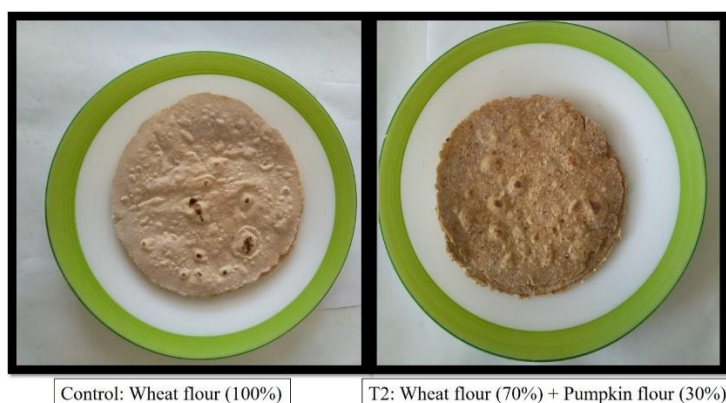 Control: Wheat flour (100%)
T2: Wheat flour (70%) + Pumpkin flour (30%)